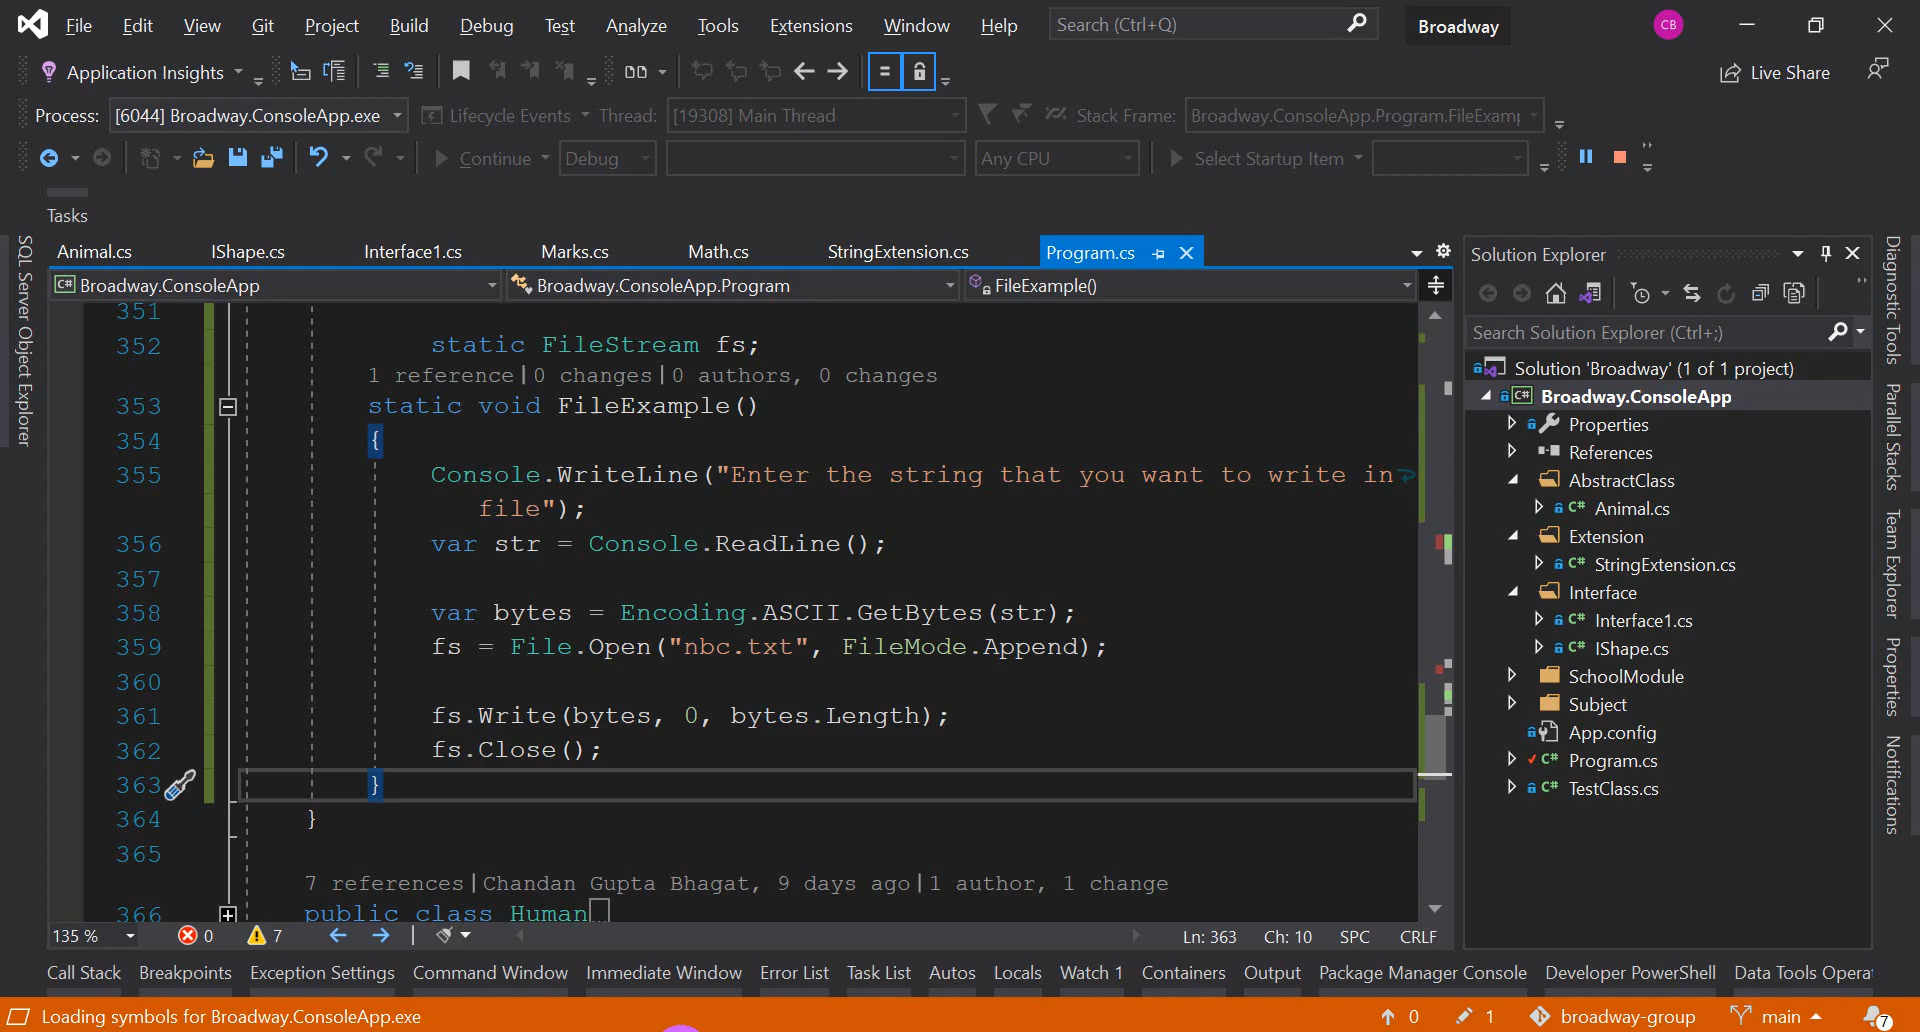 File Edit View Git Project Build Debug Test Analyze Tools Extensions Window Help Search (Ctrl+Q) Broadway CB
Application Insights Live Share
Process: [6044] Broadway.ConsoleApp.exe Lifecycle Events Thread: [19308] Main Thread Stack Frame: Broadway.ConsoleApp.Program.FileExamp
Continue Debug Any CPU Select Startup Item
Tasks
SQL Server Object Explorer
Animal.cs IShape.cs Interface1.cs Marks.cs Math.cs StringExtension.cs Program.cs
C# Broadway.ConsoleApp Broadway.ConsoleApp.Program FileExample()
351
352 static FileStream fs;
1 reference|0 changes|0 authors, 0 changes
353 static void FileExample()
354 {
355 Console.WriteLine("Enter the string that you want to write in
file");
356 var str = Console.ReadLine();
357
358 var bytes = Encoding.ASCII.GetBytes(str);
359 fs = File.Open("nbc.txt", FileMode.Append);
360
361 fs.Write(bytes, 0, bytes.Length);
362 fs.Close();
363 }
364 }
365
7 references|Chandan Gupta Bhagat, 9 days ago|1 author, 1 change
366 public class Human
135 % 0 7 Ln: 363 Ch: 10 SPC CRLF
Solution Explorer
Search Solution Explorer (Ctrl+;)
Solution 'Broadway' (1 of 1 project)
C# Broadway.ConsoleApp
Properties
References
AbstractClass
C# Animal.cs
Extension
C# StringExtension.cs
Interface
C# Interface1.cs
C# IShape.cs
SchoolModule
Subject
App.config
C# Program.cs
C# TestClass.cs
Diagnostic Tools
Parallel Stacks
Team Explorer
Properties
Notifications
Call Stack Breakpoints Exception Settings Command Window Immediate Window Error List Task List Autos Locals Watch 1 Containers Output Package Manager Console Developer PowerShell Data Tools Operat
Loading symbols for Broadway.ConsoleApp.exe 0 1 broadway-group main 7